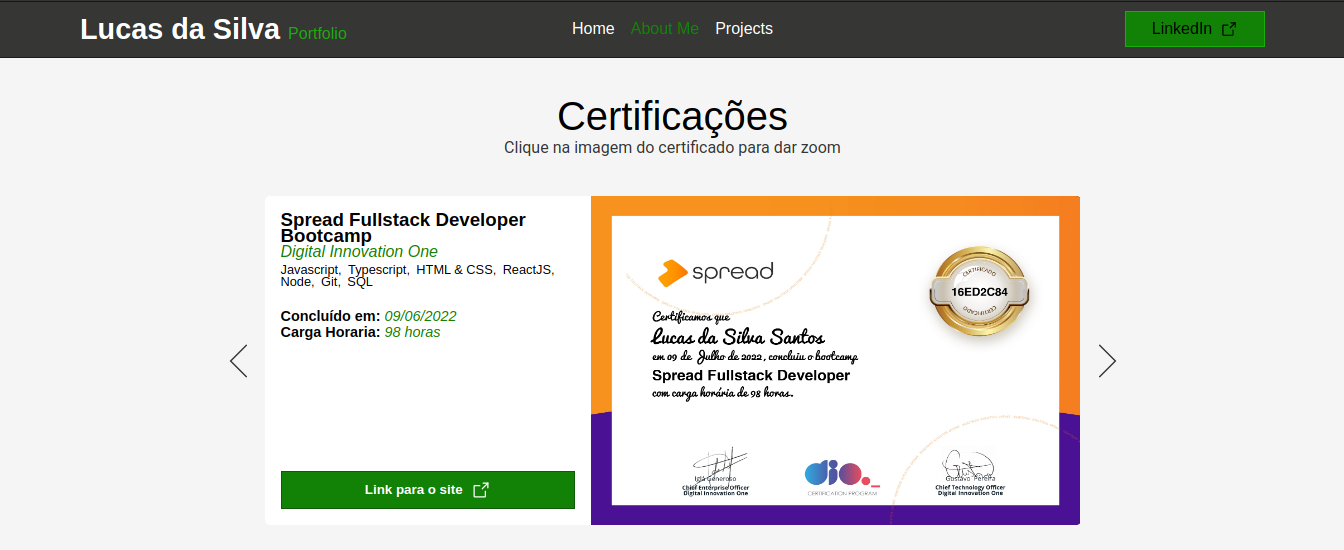 Lucas da Silva Portfolio
Home About Me Projects
LinkedIn
Certificações
Clique na imagem do certificado para dar zoom
Spread Fullstack Developer
Bootcamp
Digital Innovation One
Javascript, Typescript, HTML & CSS, ReactJS,
Node, Git, SQL
Concluído em: 09/06/2022
Carga Horaria: 98 horas
Link para o site
spread
CERTIFICADO
16ED2C84
CERTIFICADO
Certificamos que
Lucas da Silva Santos
em 09 de Julho de 2022, concluiu o bootcamp
Spread Fullstack Developer
com carga horária de 98 horas.
Iglá Generoso
Chief Enterprise Officer
Digital Innovation One
dio_
CERTIFICATION PROGRAM
Gustavo Pereira
Chief Technology Officer
Digital Innovation One